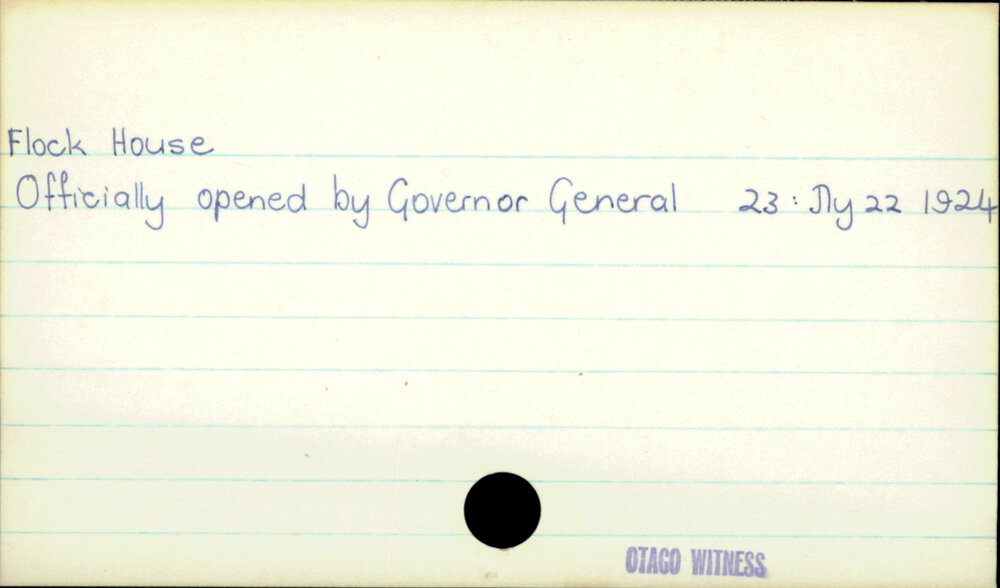 Flock House
Officially opened by Governor General 23: Jly 22 1924
OTAGO WITNESS